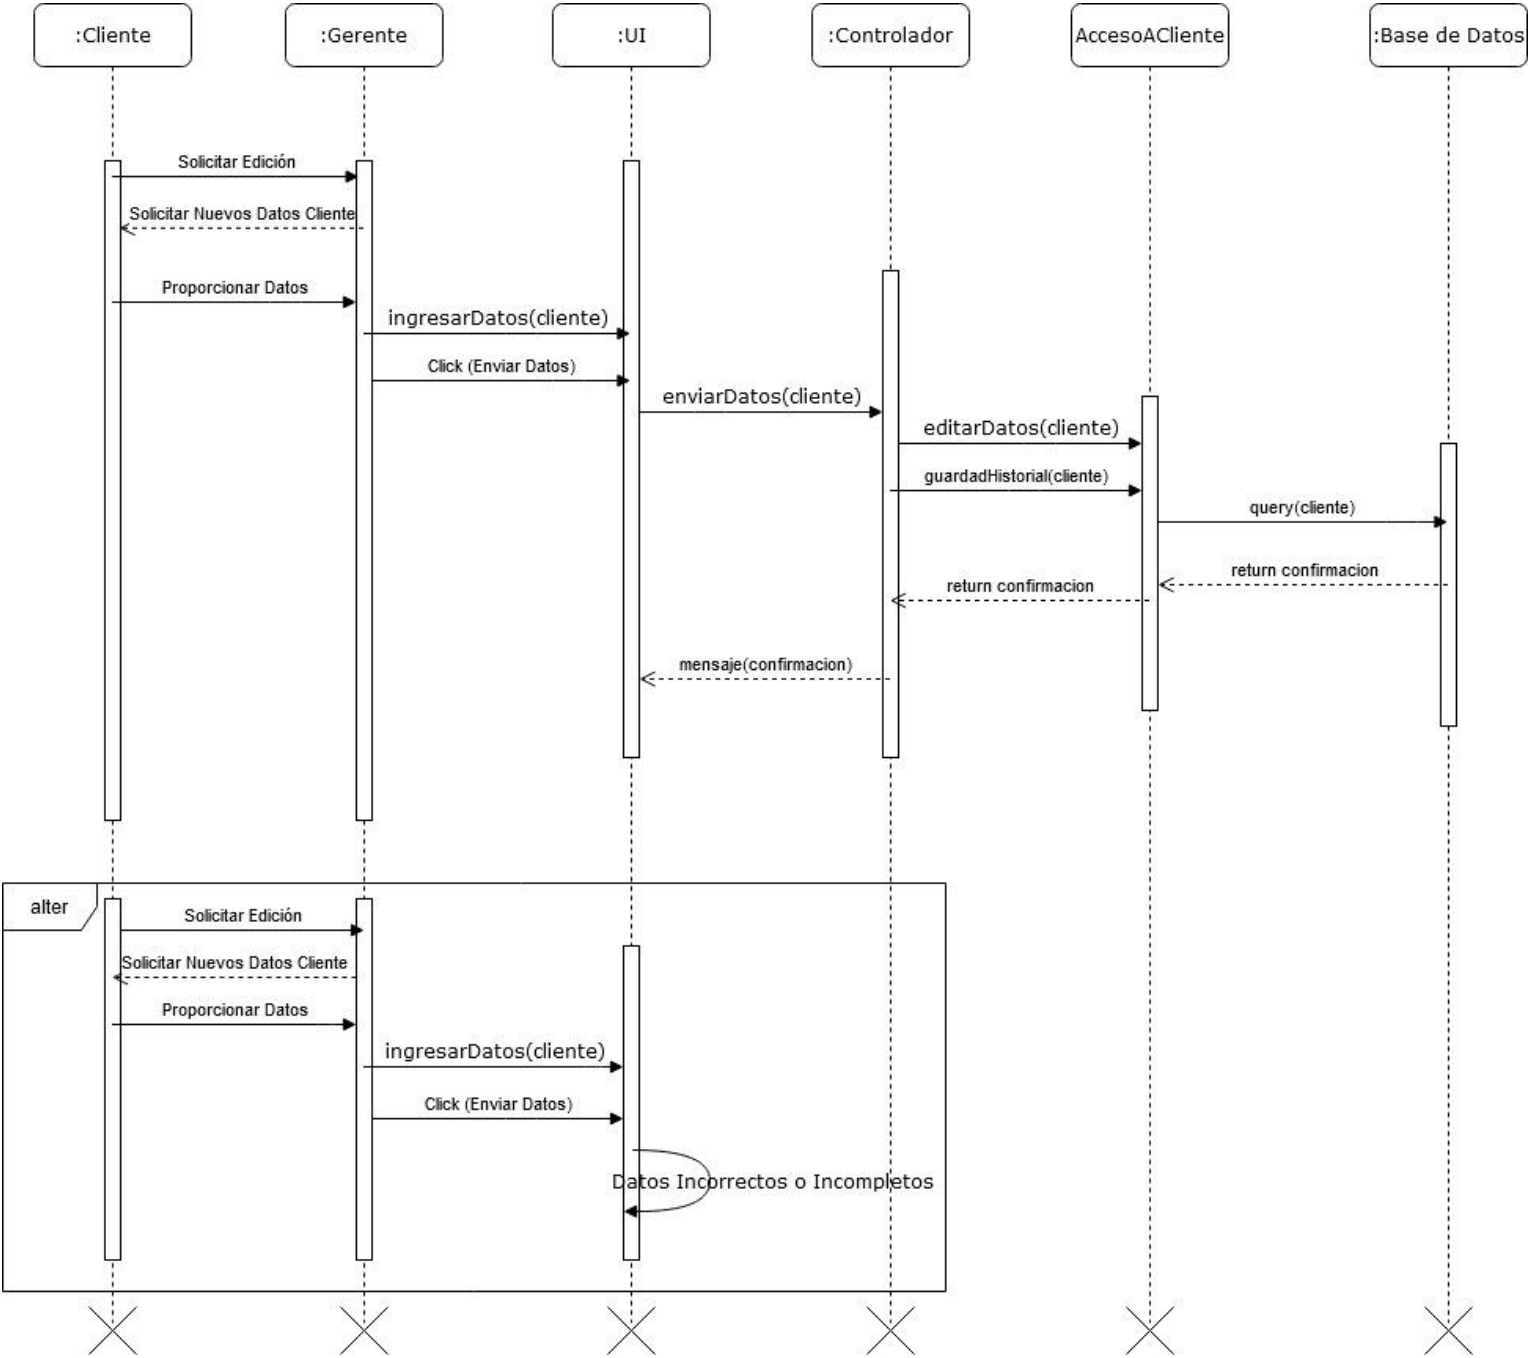 :Cliente
:Gerente
:UI
:Controlador
AccesoACliente
:Base de Datos
Solicitar Edición
Solicitar Nuevos Datos Cliente
Proporcionar Datos
ingresarDatos(cliente)
Click (Enviar Datos)
enviarDatos(cliente)
editarDatos(cliente)
guardadHistorial(cliente)
query(cliente)
return confirmacion
return confirmacion
mensaje(confirmacion)
alter
Solicitar Edición
Solicitar Nuevos Datos Cliente
Proporcionar Datos
ingresarDatos(cliente)
Click (Enviar Datos)
Datos Incorrectos o Incompletos